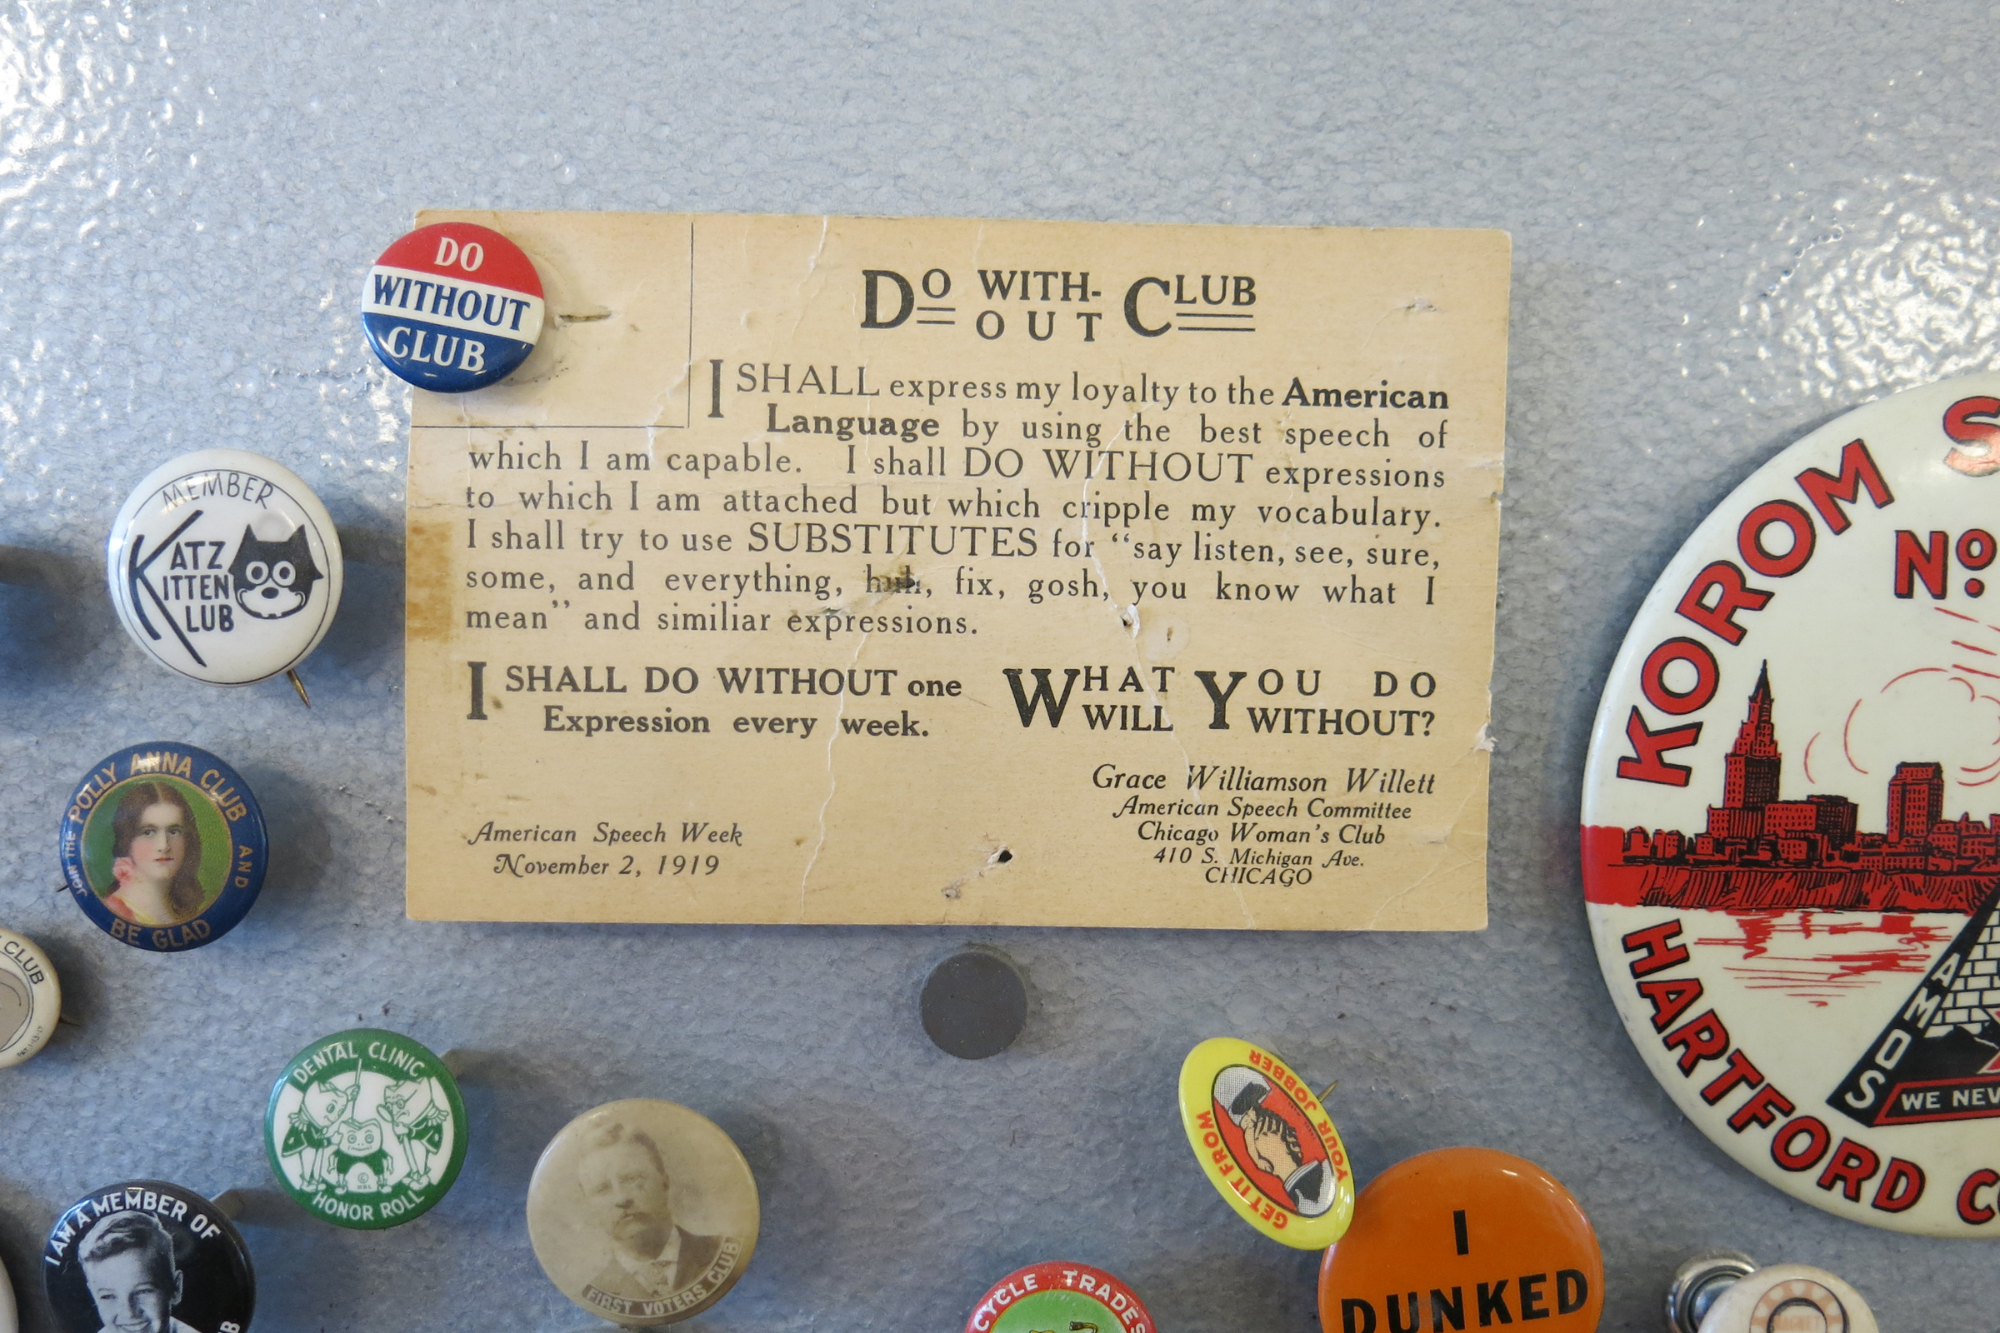 DO
WITHOUT
CLUB
DO WITH-OUT CLUB
I SHALL express my loyalty to the American
Language by using the best speech of
which I am capable. I shall DO WITHOUT expressions
to which I am attached but which cripple my vocabulary.
I shall try to use SUBSTITUTES for “say listen, see, sure,
some, and everything, huh, fix, gosh, you know what I
mean” and similiar expressions.
I SHALL DO WITHOUT one
Expression every week.
WHAT YOU DO
WILL WITHOUT?
Grace Williamson Willett
American Speech Committee
Chicago Woman's Club
410 S. Michigan Ave.
CHICAGO
American Speech Week
November 2, 1919
MEMBER
KATZ
KITTEN
KLUB
JOIN THE POLLY ANNA CLUB AND
BE GLAD
CLUB
DENTAL CLINIC
HONOR ROLL
I AM A MEMBER OF
FIRST VOTERS CLUB
CYCLE TRADES
GET IT FROM
YOUR JOBBER
I
DUNKED
KOROM S
No.
HARTFORD CO
AMOS
WE NEV